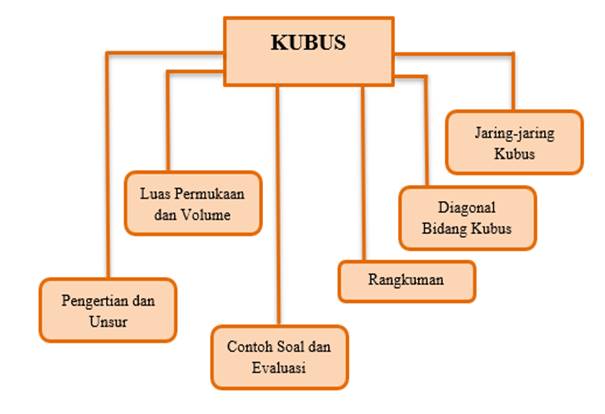 KUBUS
Jaring-jaring
Kubus
Luas Permukaan
dan Volume
Diagonal
Bidang Kubus
Rangkuman
Pengertian dan
Unsur
Contoh Soal dan
Evaluasi